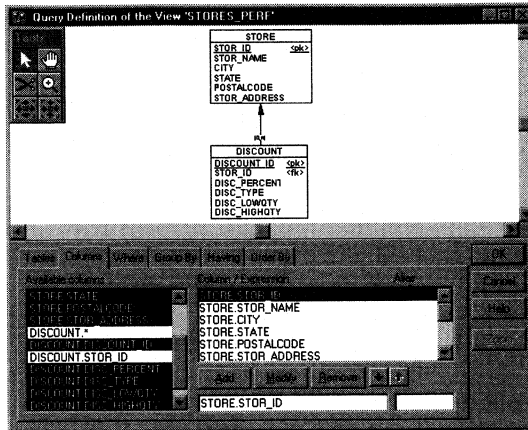 Query Definition of the View 'STORES_PERF'
Tools
STORE
STOR_ID <pk>
STOR_NAME
CITY
STATE
POSTALCODE
STOR_ADDRESS
DISCOUNT
DISCOUNT_ID <pk>
STOR_ID <fk>
DISC_PERCENT
DISC_TYPE
DISC_LOWQTY
DISC_HIGHQTY
Tables Columns Where Group By Having Order By
OK
Cancel
Help
Available columns
STORE.STATE
STORE.POSTALCODE
STORE.STOR_ADDRESS
DISCOUNT.*
DISCOUNT.DISCOUNT_ID
DISCOUNT.STOR_ID
DISCOUNT.DISC_PERCENT
DISCOUNT.DISC_TYPE
DISCOUNT.DISC_LOWQTY
DISCOUNT.DISC_HIGHQTY
Column / Expression Alias
STORE.STOR_ID
STORE.STOR_NAME
STORE.CITY
STORE.STATE
STORE.POSTALCODE
STORE.STOR_ADDRESS
Add Modify Remove
STORE.STOR_ID